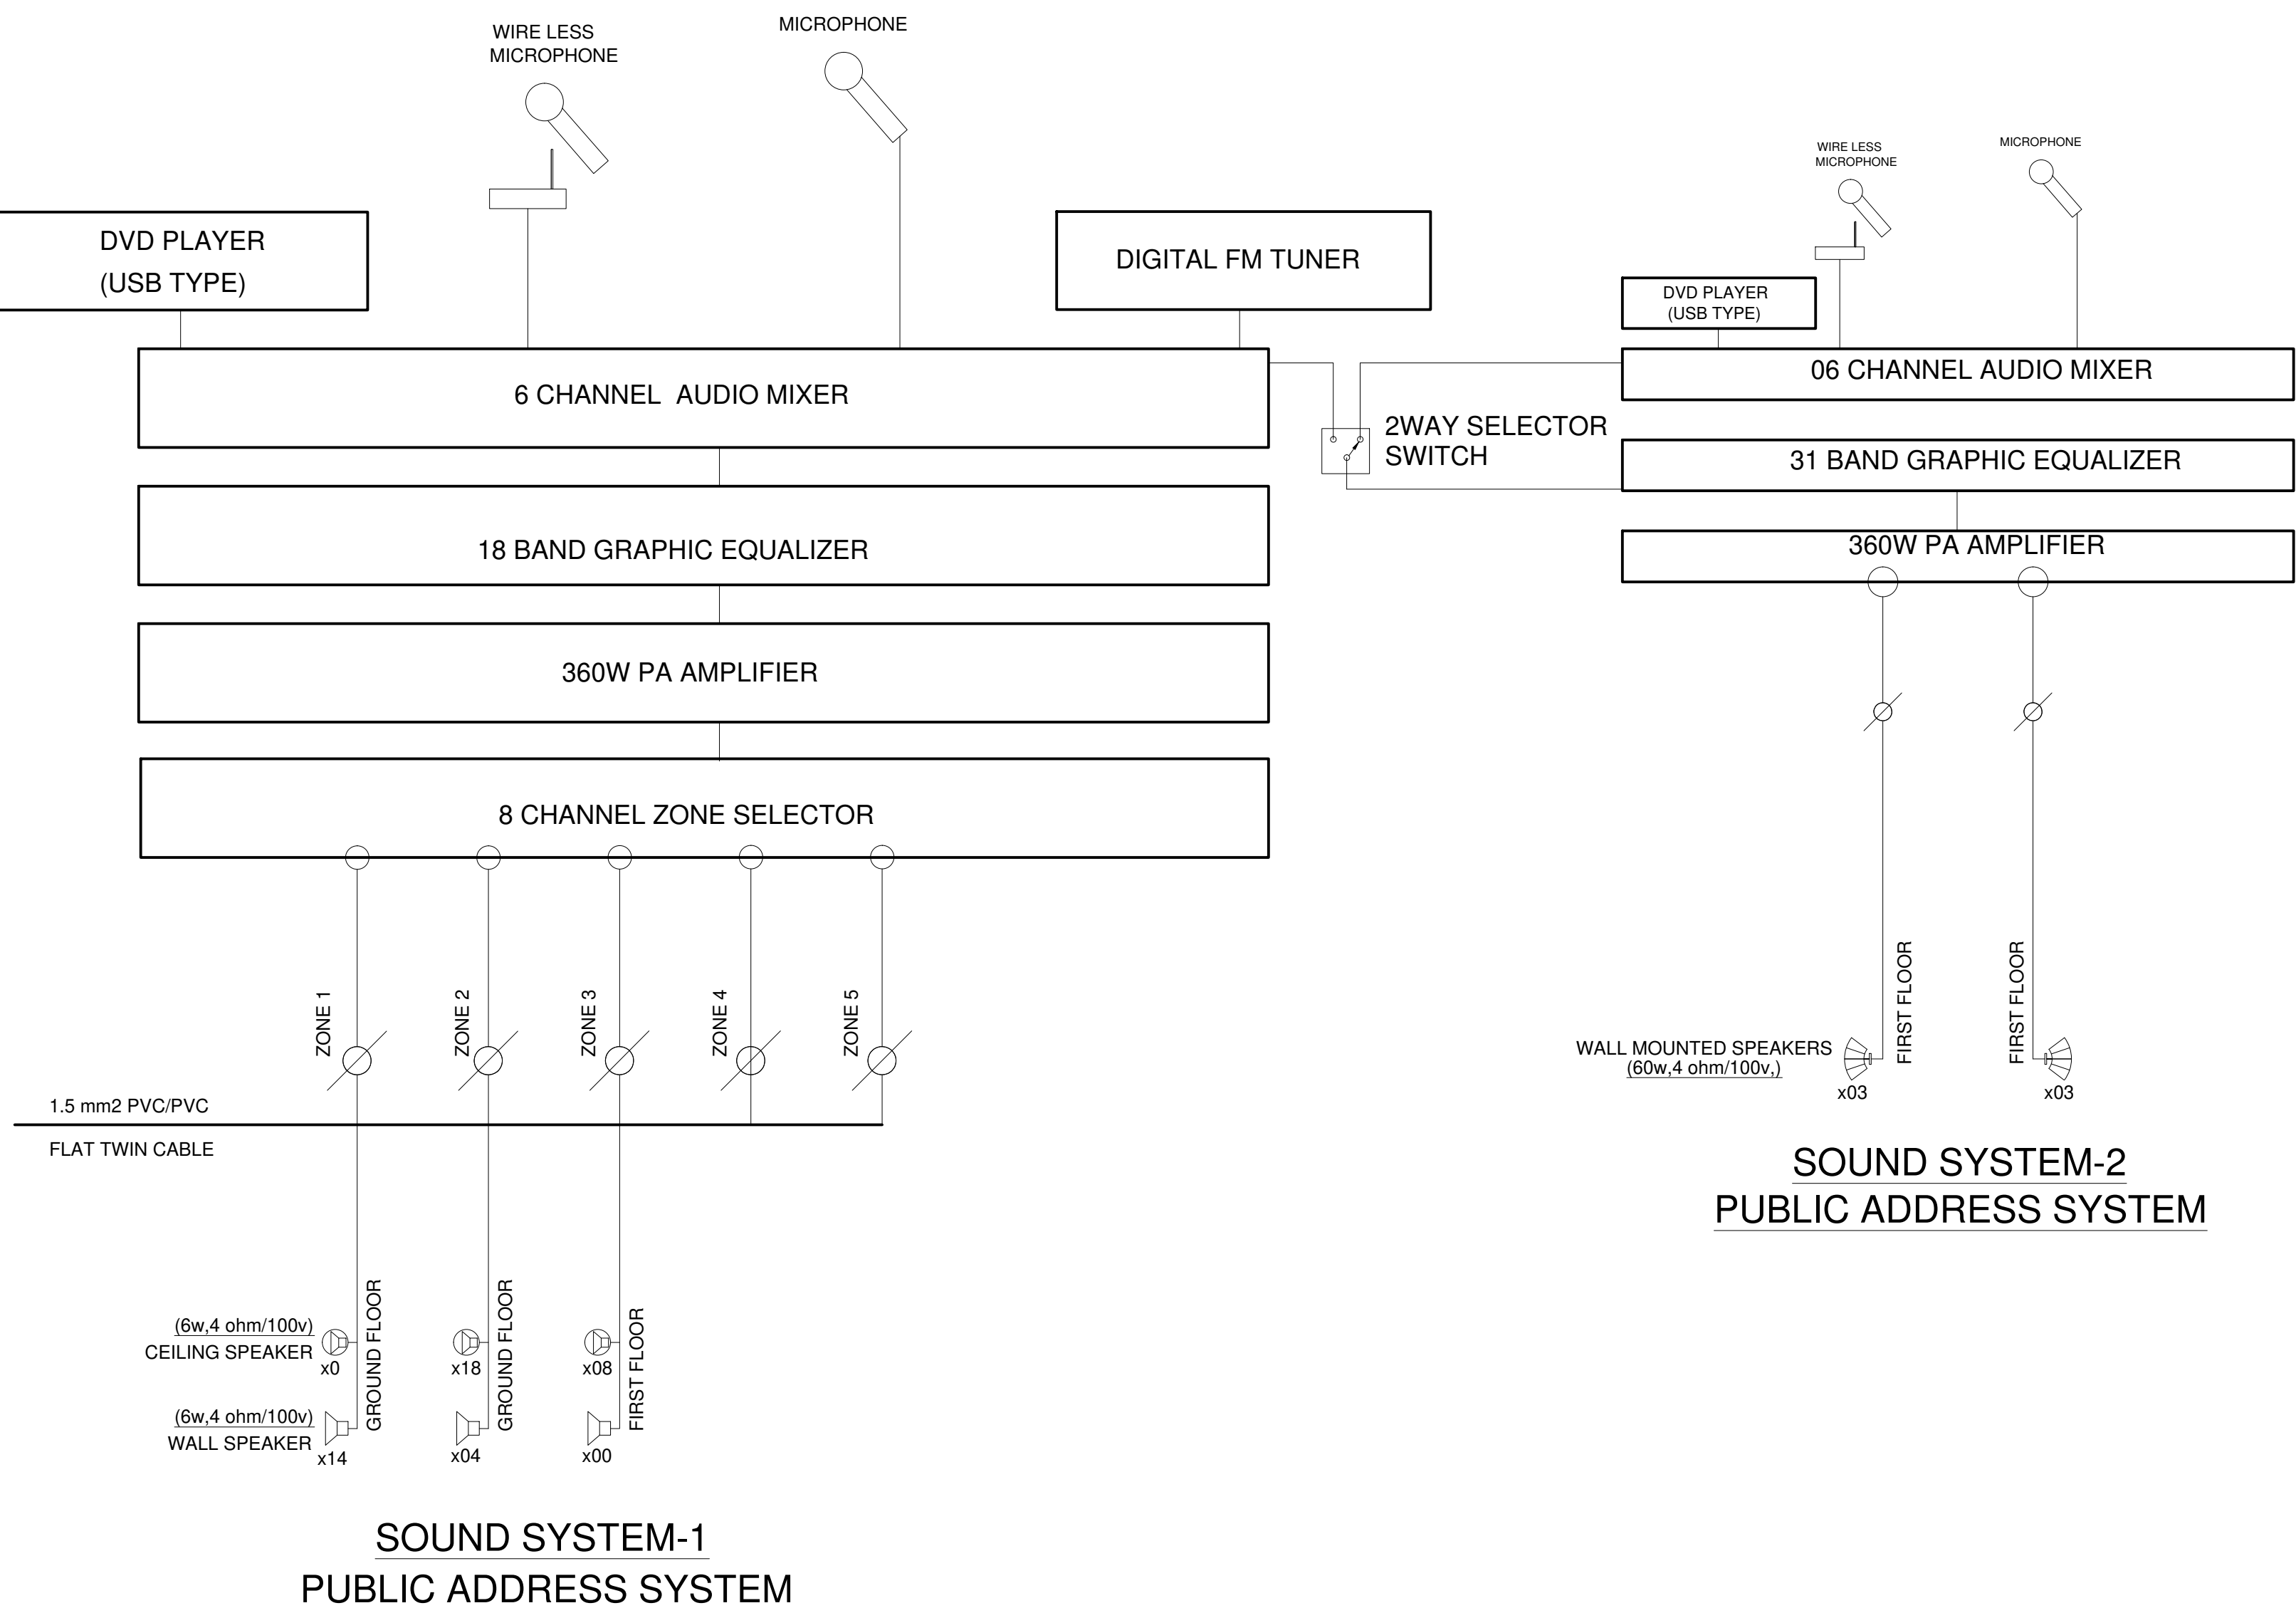 WIRE LESS
MICROPHONE
MICROPHONE
DVD PLAYER
(USB TYPE)
DIGITAL FM TUNER
6 CHANNEL  AUDIO MIXER
18 BAND GRAPHIC EQUALIZER
360W PA AMPLIFIER
8 CHANNEL ZONE SELECTOR
ZONE 1
ZONE 2
ZONE 3
ZONE 4
ZONE 5
1.5 mm2 PVC/PVC
FLAT TWIN CABLE
(6w,4 ohm/100v)
CEILING SPEAKER
x0
x18
x08
(6w,4 ohm/100v)
WALL SPEAKER
x14
x04
x00
GROUND FLOOR
GROUND FLOOR
FIRST FLOOR
SOUND SYSTEM-1
PUBLIC ADDRESS SYSTEM
2WAY SELECTOR
SWITCH
WIRE LESS
MICROPHONE
MICROPHONE
DVD PLAYER
(USB TYPE)
06 CHANNEL AUDIO MIXER
31 BAND GRAPHIC EQUALIZER
360W PA AMPLIFIER
FIRST FLOOR
FIRST FLOOR
WALL MOUNTED SPEAKERS
(60w,4 ohm/100v,)
x03
x03
SOUND SYSTEM-2
PUBLIC ADDRESS SYSTEM